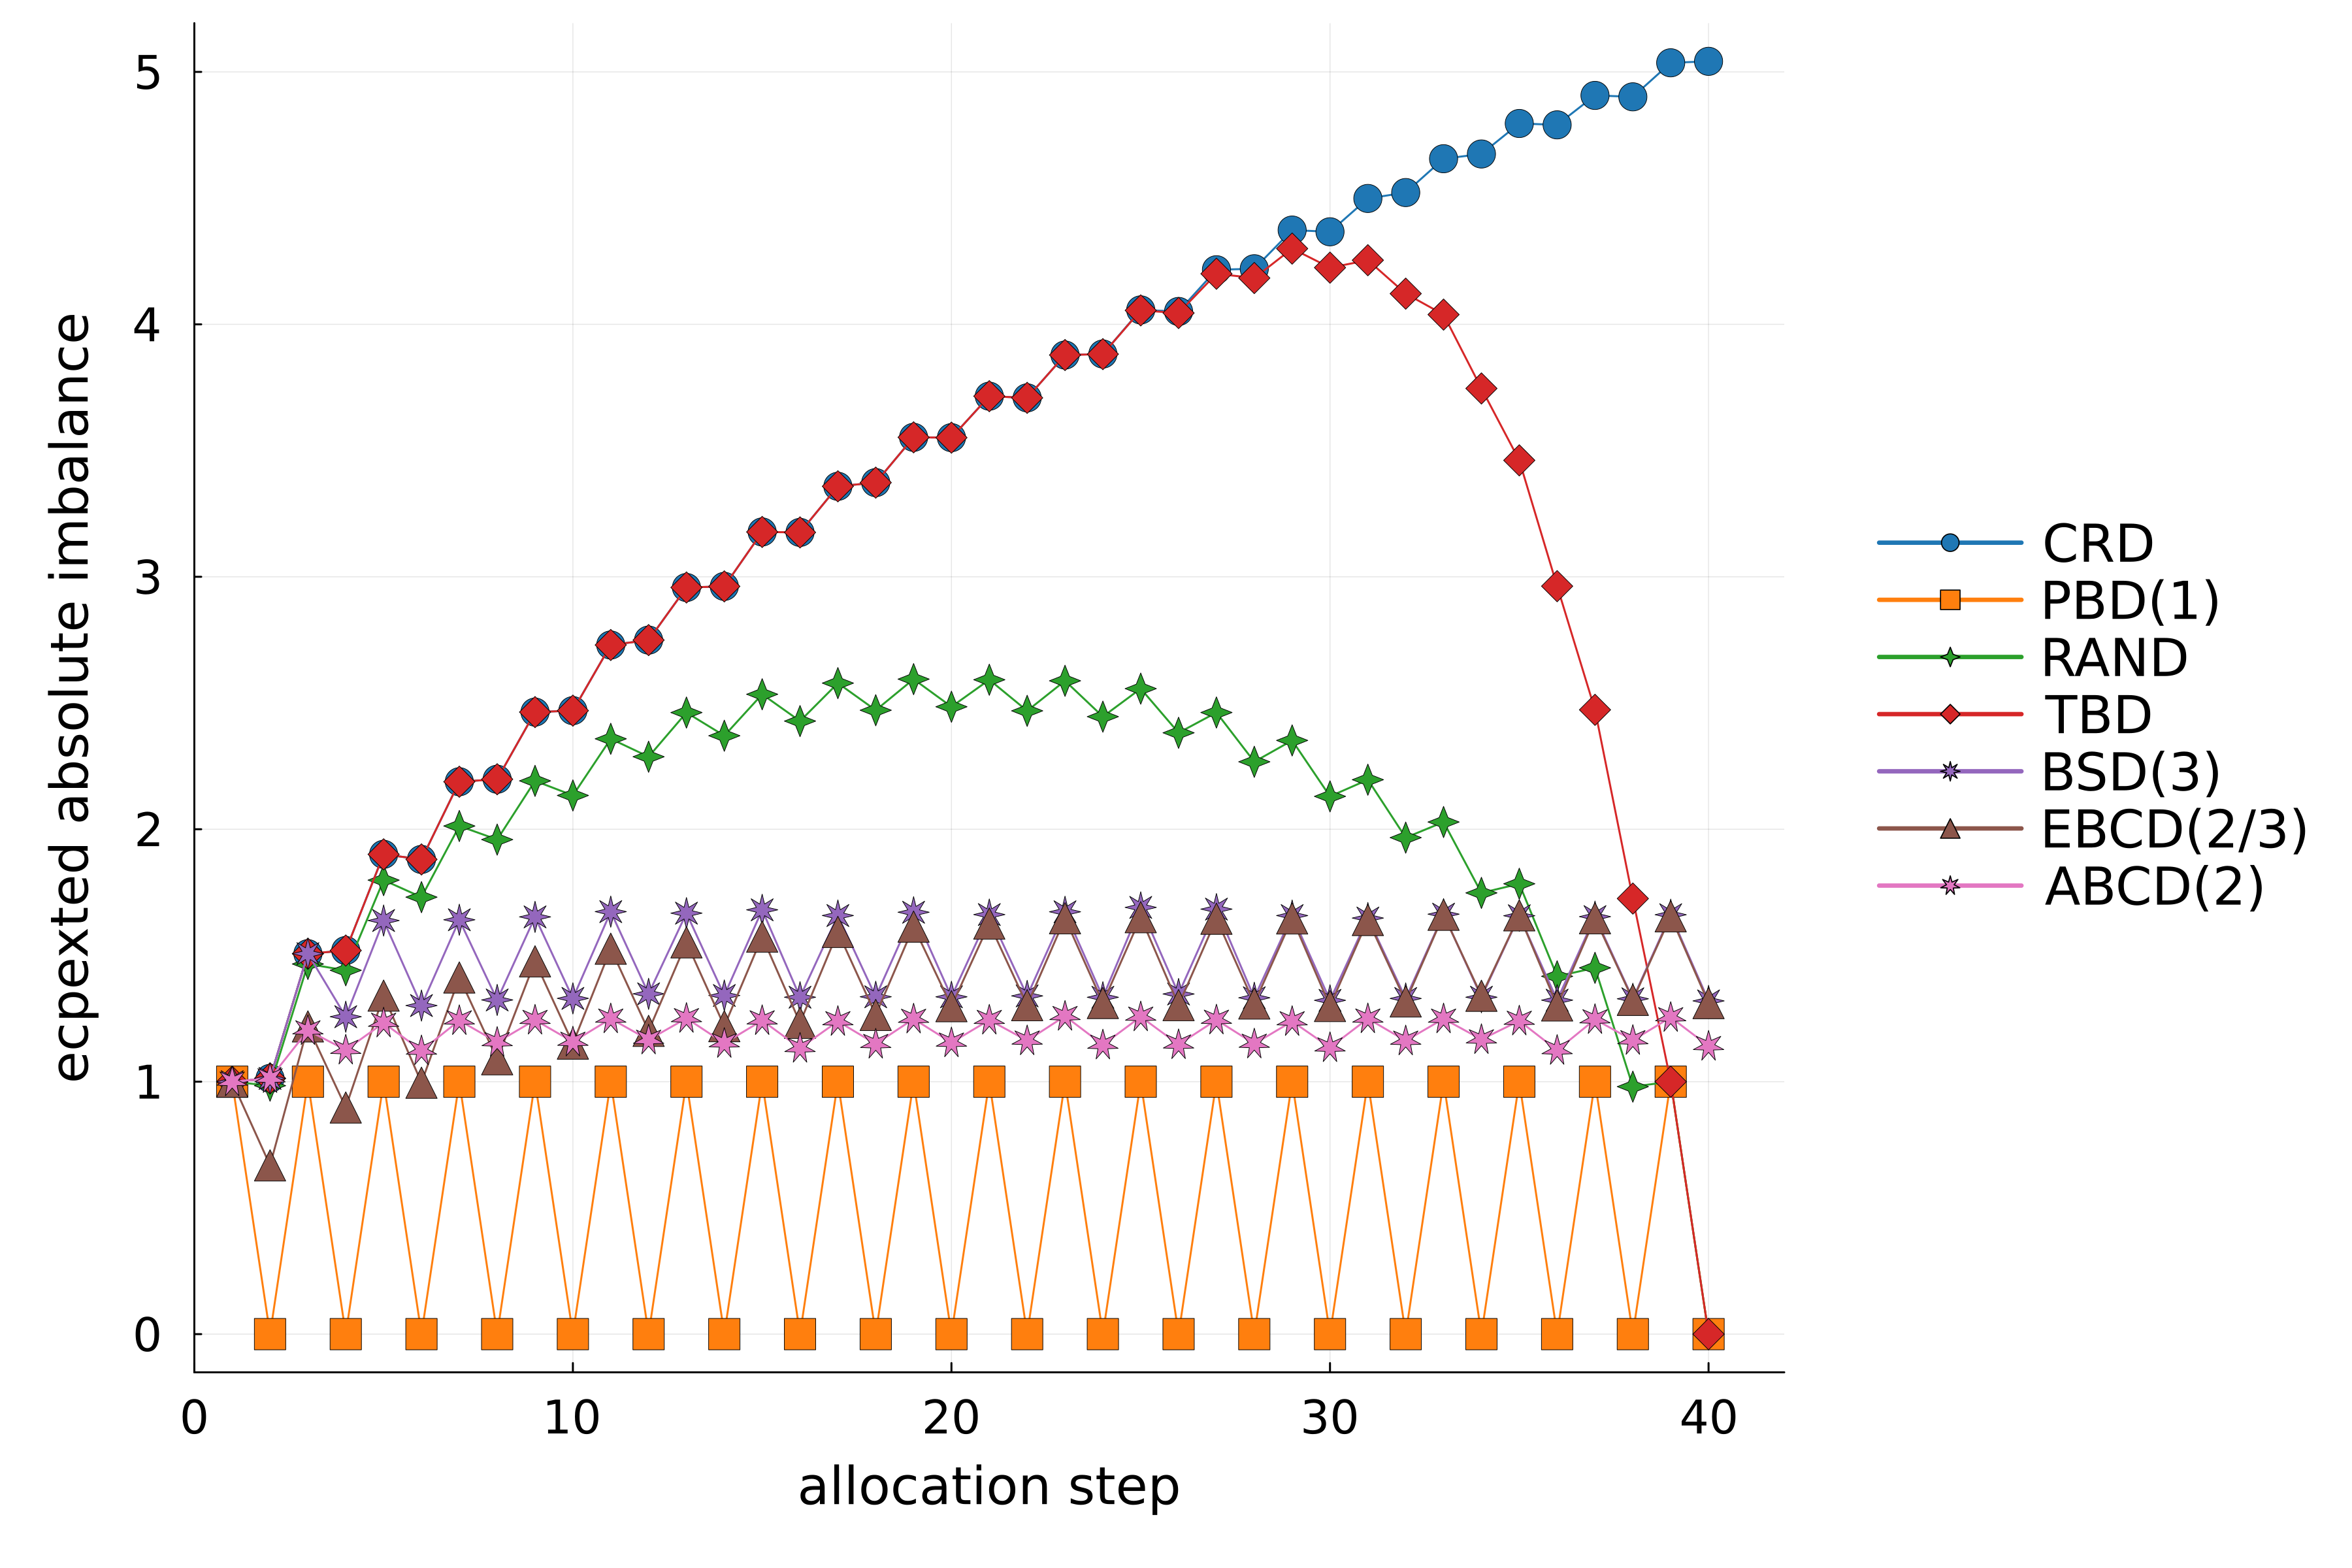 5
4
3
2
1
0
ecpexted absolute imbalance
0 10 20 30 40
allocation step
CRD
PBD(1)
RAND
TBD
BSD(3)
EBCD(2/3)
ABCD(2)